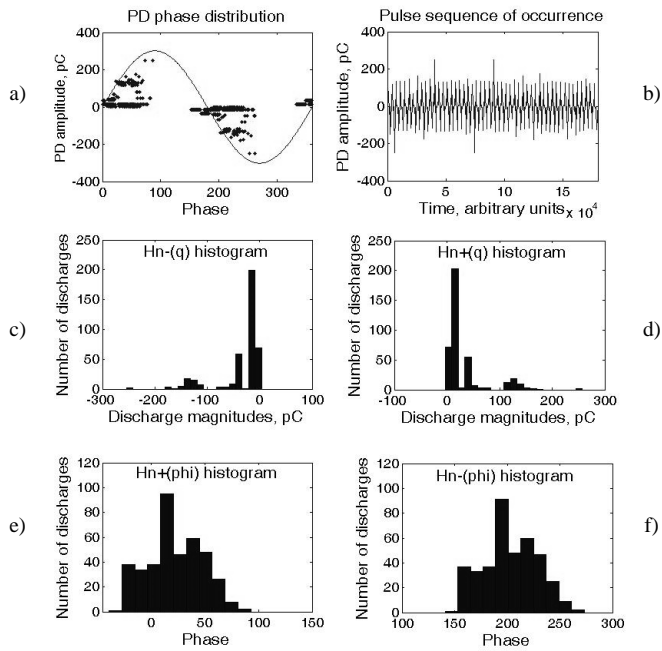 PD phase distribution
Pulse sequence of occurrence
a)
PD amplitude, pC
400
200
0
-200
-400
0
100
200
300
Phase
PD amplitude, pC
400
200
0
-200
-400
0
5
10
15
Time, arbitrary units x 10^4
b)
c)
Number of discharges
Hn-(q) histogram
250
200
150
100
50
0
-300
-200
-100
0
100
Discharge magnitudes, pC
Number of discharges
Hn+(q) histogram
250
200
150
100
50
0
-100
0
100
200
300
Discharge magnitudes, pC
d)
e)
Number of discharges
Hn+(phi) histogram
120
100
80
60
40
20
0
0
50
100
150
Phase
Number of discharges
Hn-(phi) histogram
120
100
80
60
40
20
0
100
150
200
250
300
Phase
f)